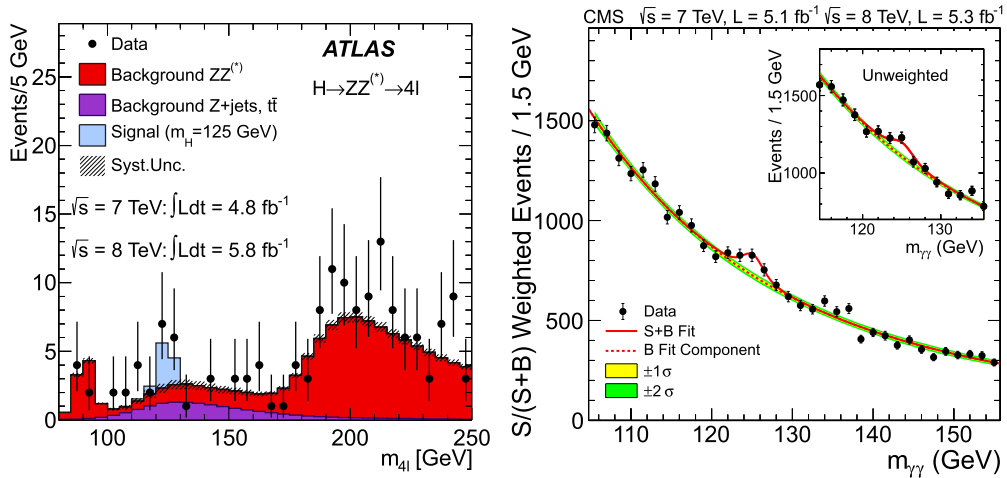 Events/5 GeV
25
20
15
10
5
0
Data
Background ZZ(*)
Background Z+jets, tt̄
Signal (mH=125 GeV)
Syst.Unc.
√s = 7 TeV:∫Ldt = 4.8 fb-1
√s = 8 TeV:∫Ldt = 5.8 fb-1
ATLAS
H→ZZ(*)→4l
100 150 200 250
m4l [GeV]
CMS √s = 7 TeV, L = 5.1 fb-1 √s = 8 TeV, L = 5.3 fb-1
S/(S+B) Weighted Events / 1.5 GeV
1500
1000
500
0
Unweighted
Events / 1.5 GeV
1500
1000
120 130
mγγ (GeV)
Data
S+B Fit
B Fit Component
±1σ
±2 σ
110 120 130 140 150
mγγ (GeV)